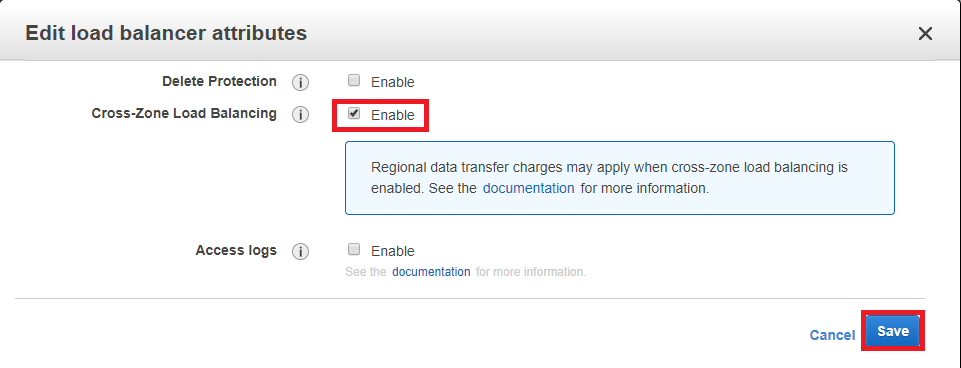 Edit load balancer attributes
Delete Protection i Enable
Cross-Zone Load Balancing i Enable
Regional data transfer charges may apply when cross-zone load balancing is
enabled. See the documentation for more information.
Access logs i Enable
See the documentation for more information.
Cancel Save